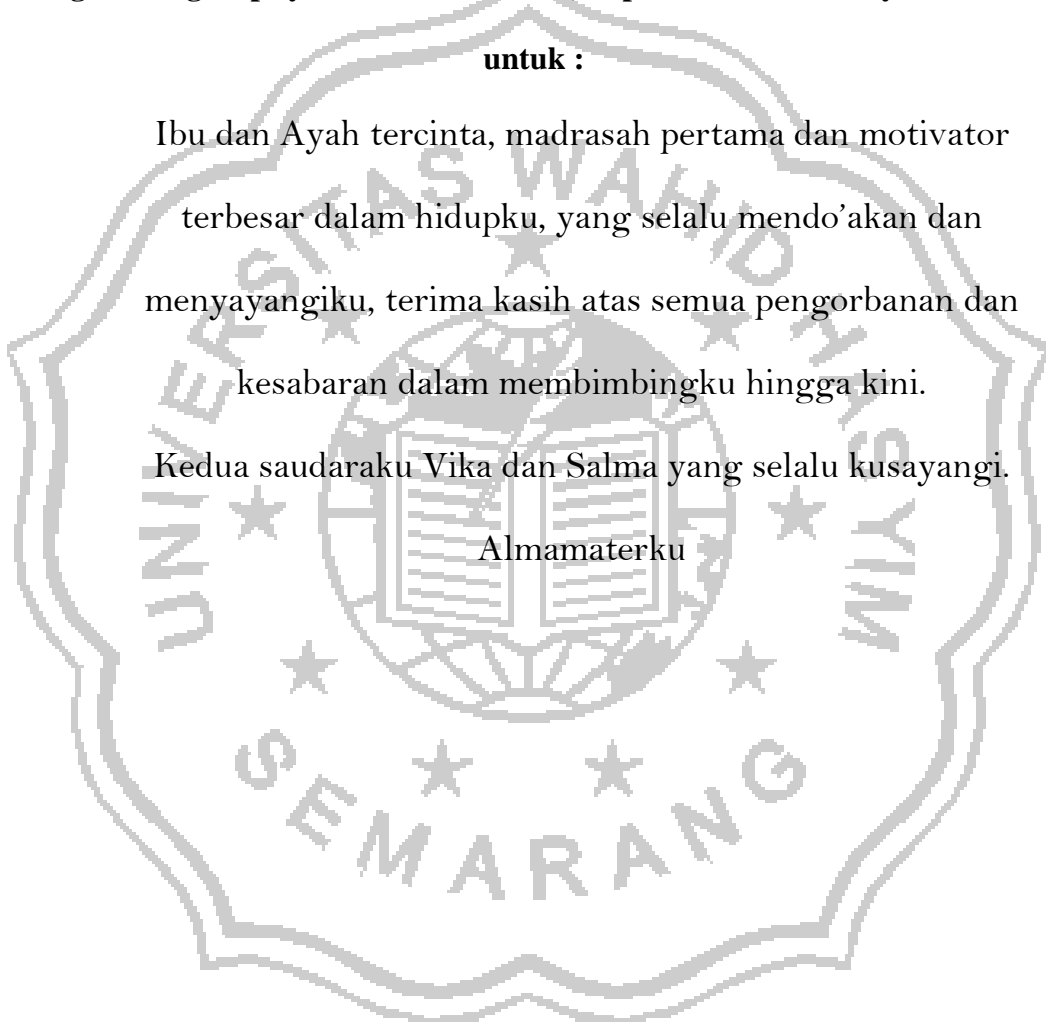 untuk :
Ibu dan Ayah tercinta, madrasah pertama dan motivator
terbesar dalam hidupku, yang selalu mendo’akan dan
menyayangiku, terima kasih atas semua pengorbanan dan
kesabaran dalam membimbingku hingga kini.
Kedua saudaraku Vika dan Salma yang selalu kusayangi.
Almamaterku
UNIVERSITAS WAHID HASYIM
SEMARANG